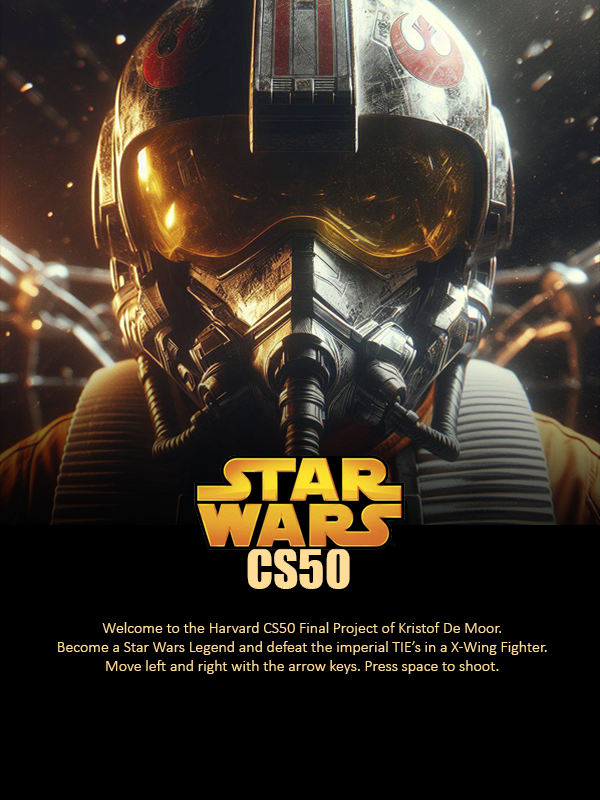 STAR
WARS
CS50
Welcome to the Harvard CS50 Final Project of Kristof De Moor.
Become a Star Wars Legend and defeat the imperial TIE’s in a X-Wing Fighter.
Move left and right with the arrow keys. Press space to shoot.